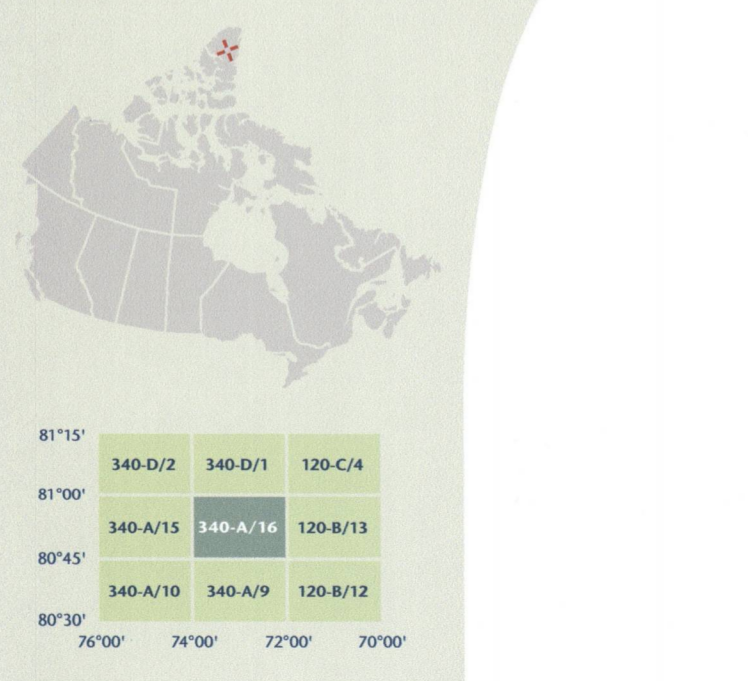 81°15'
340-D/2 340-D/1 120-C/4
81°00'
340-A/15 340-A/16 120-B/13
80°45'
340-A/10 340-A/9 120-B/12
80°30'
76°00' 74°00' 72°00' 70°00'